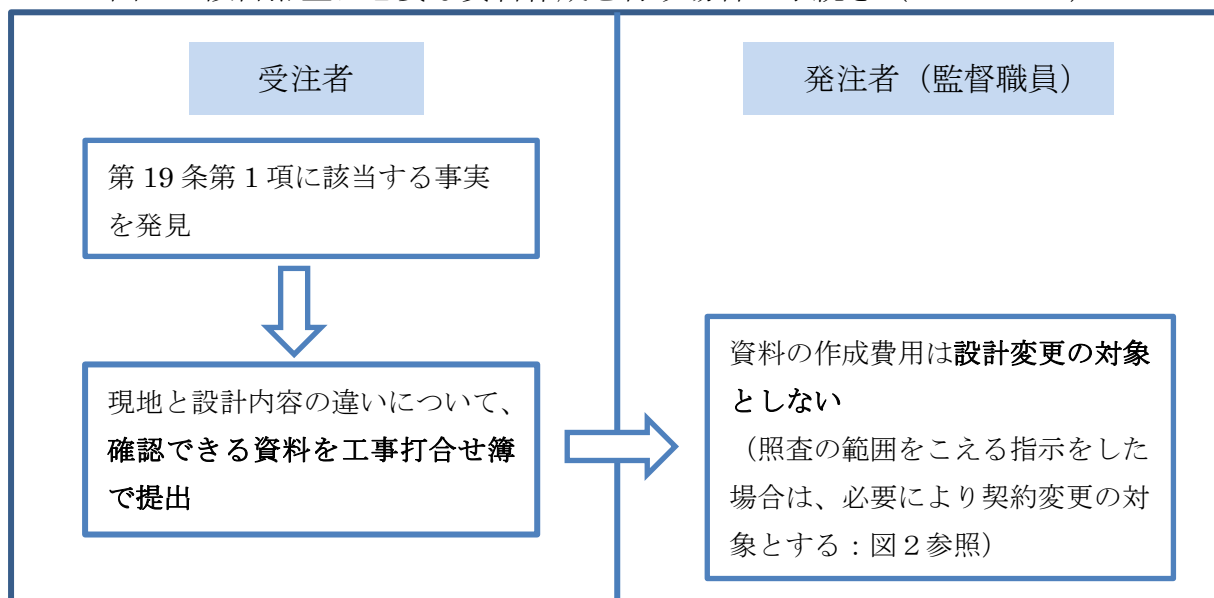 受注者
発注者（監督職員）
第 19 条第 1 項に該当する事実
を発見
現地と設計内容の違いについて、
確認できる資料を工事打合せ簿
で提出
資料の作成費用は設計変更の対象
としない
（照査の範囲をこえる指示をした
場合は、必要により契約変更の対
象とする：図２参照）